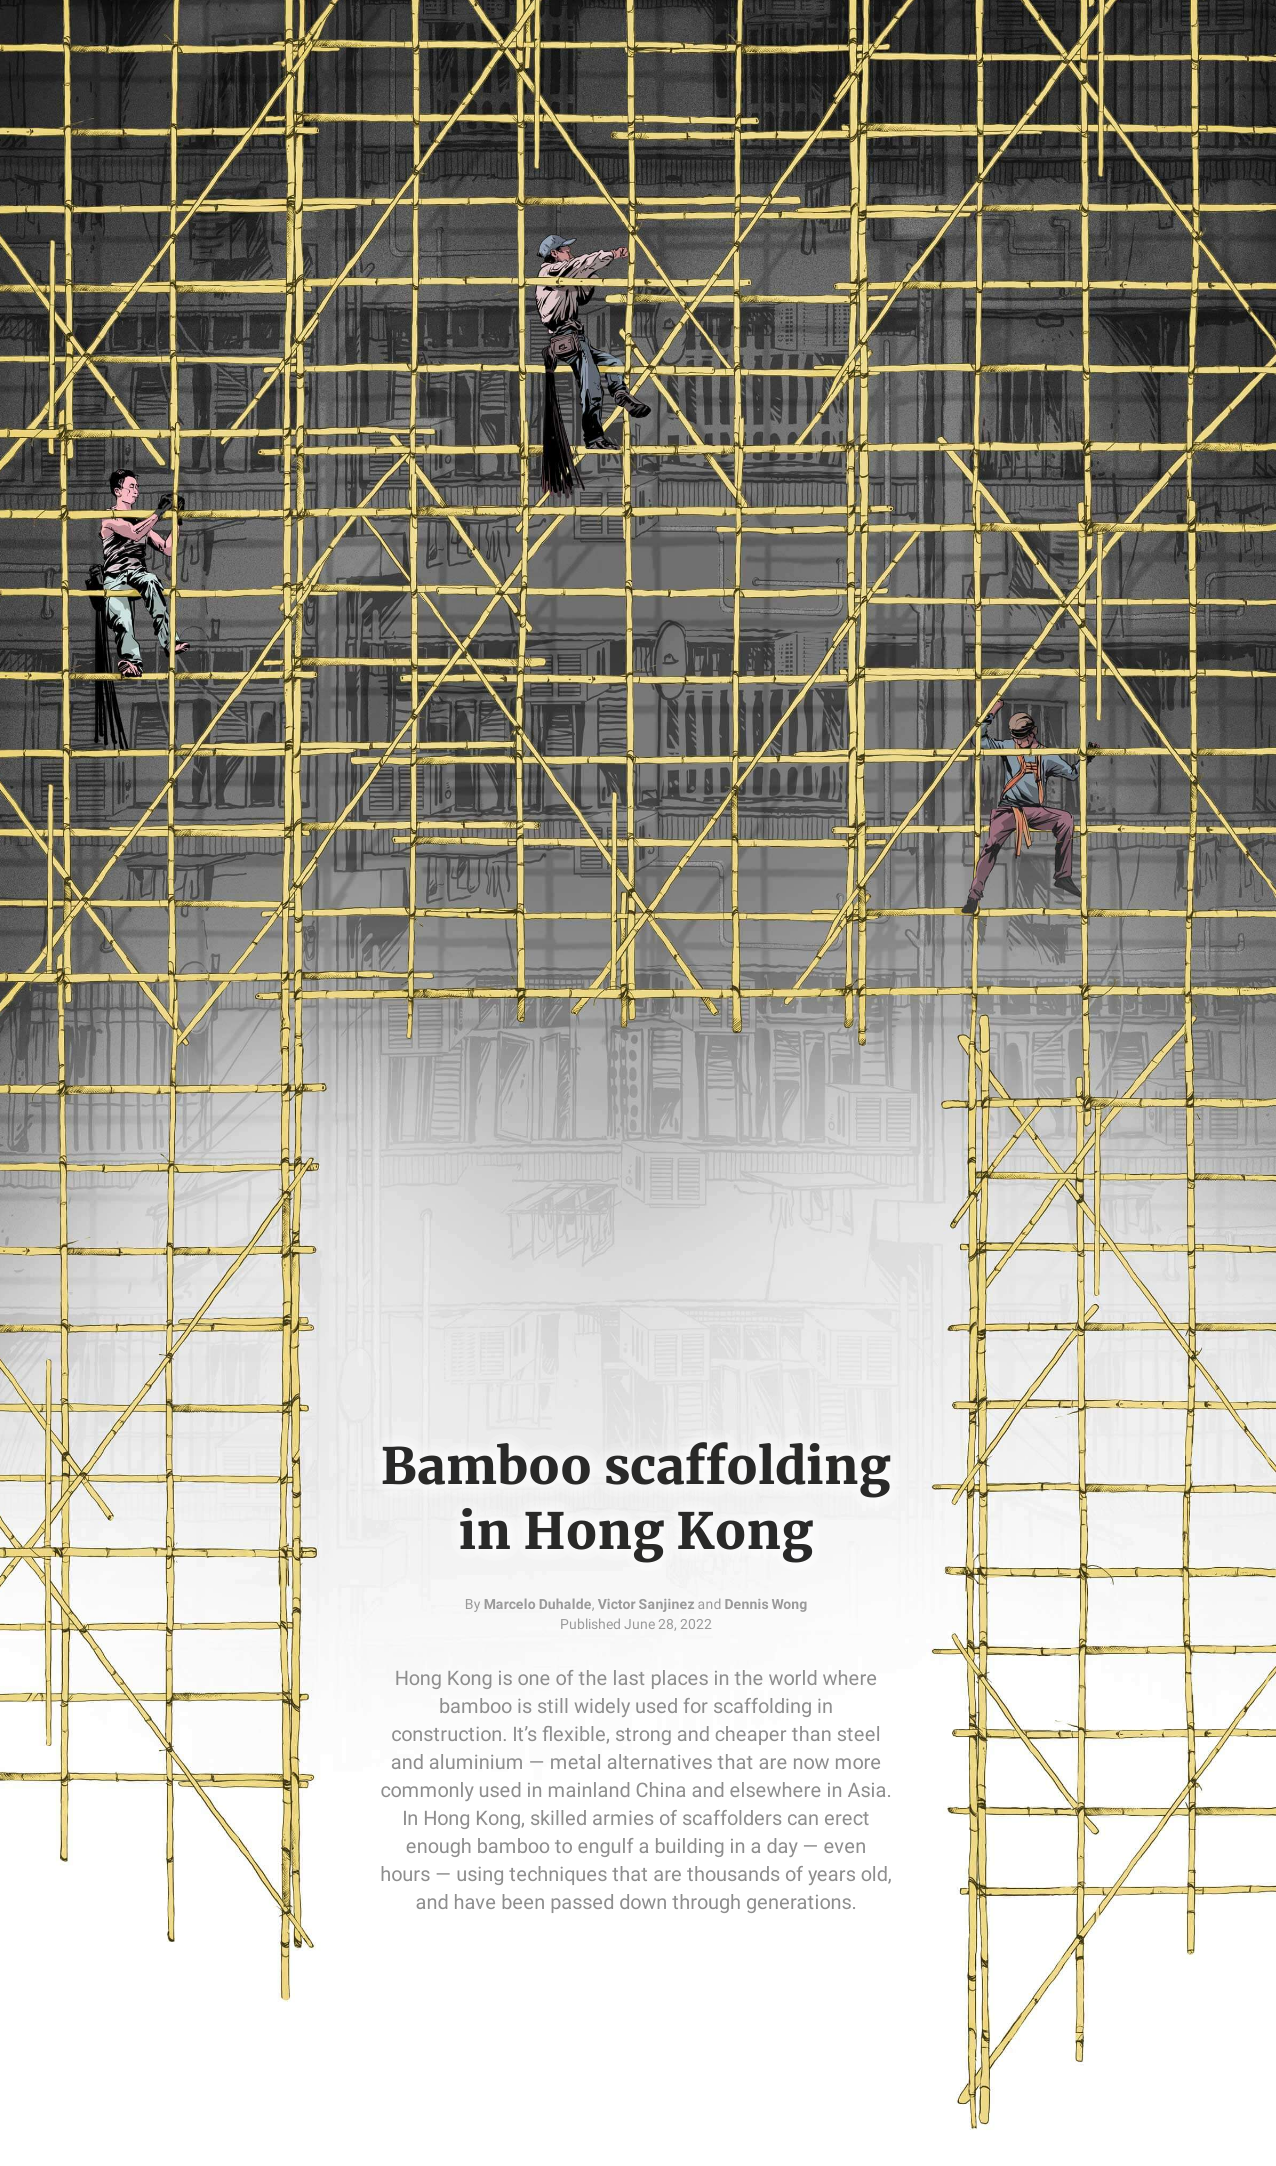 Bamboo scaffolding
in Hong Kong
By Marcelo Duhalde, Victor Sanjinez and Dennis Wong
Published June 28, 2022
Hong Kong is one of the last places in the world where
bamboo is still widely used for scaffolding in
construction. It’s flexible, strong and cheaper than steel
and aluminium — metal alternatives that are now more
commonly used in mainland China and elsewhere in Asia.
In Hong Kong, skilled armies of scaffolders can erect
enough bamboo to engulf a building in a day — even
hours — using techniques that are thousands of years old,
and have been passed down through generations.